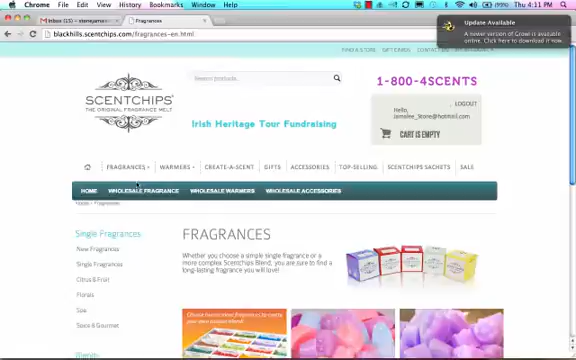 Chrome File Edit View History Bookmarks Window Help
Thu 4:11 PM
Fragrances
blackhills.scentchips.com/fragrances-en.html
Update Available
A newer version of Growl is available online. Click here to download it now.
FIND A STORE GIFT CARDS
SCENTCHIPS
THE ORIGINAL FRAGRANCE MELT
Search products..
1-800-4SCENTS
Irish Heritage Tour Fundraising
LOGOUT
Hello,
CART IS EMPTY
FRAGRANCES WARMERS CREATE-A-SCENT GIFTS ACCESSORIES TOP-SELLING SCENTCHIPS SACHETS SALE
HOME WHOLESALE FRAGRANCE WHOLESALE WARMERS WHOLESALE ACCESSORIES
Home > Fragrances
Single Fragrances
New Fragrances
Single Fragrances
Citrus & Fruit
Florals
Spa
Spice & Gourmet
FRAGRANCES
Whether you choose a simple single fragrance or a
more complex Scentchips Blend, you are sure to find a
long-lasting fragrance you will love!